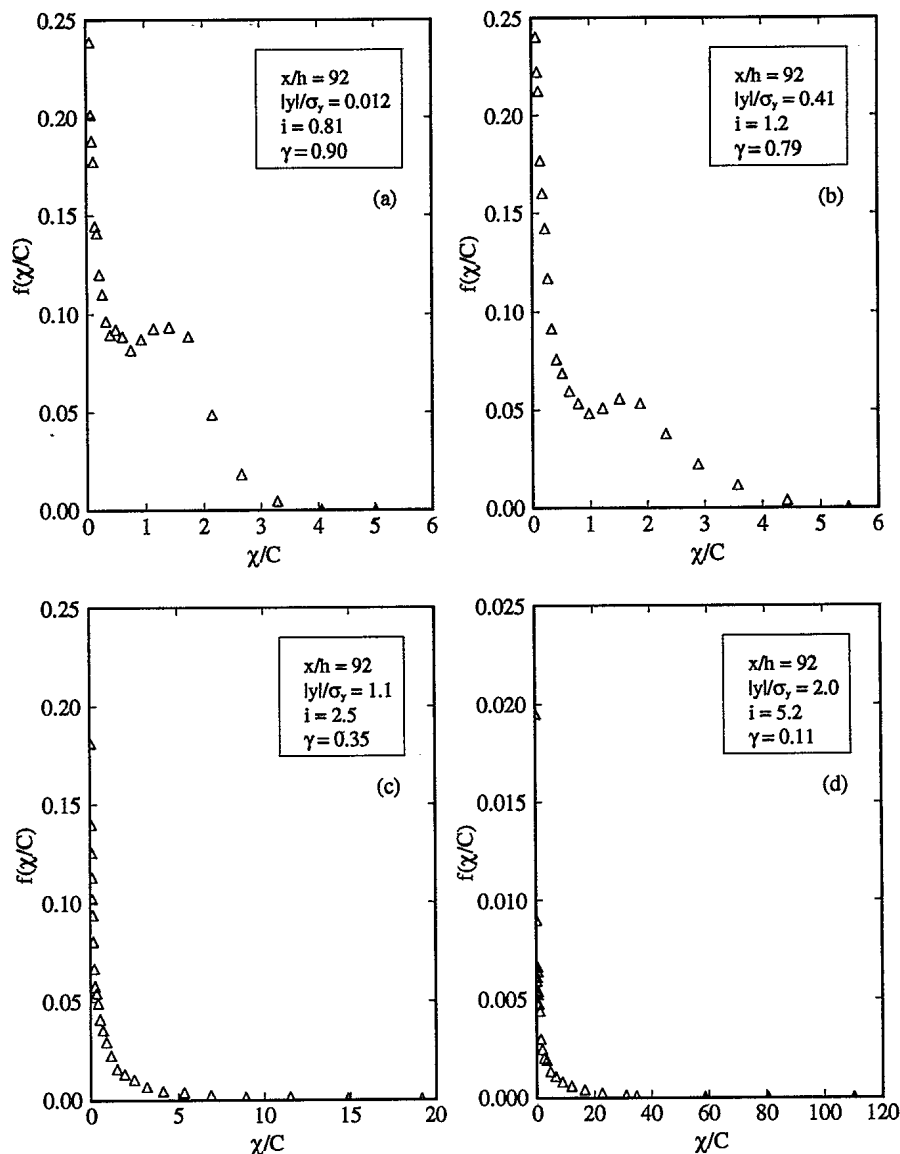 0.25
0.20
0.15
0.10
0.05
0.00
f(χ/C)
x/h = 92
|y|/σ_y = 0.012
i = 0.81
γ = 0.90
(a)
0 1 2 3 4 5 6
χ/C
0.25
0.20
0.15
0.10
0.05
0.00
f(χ/C)
x/h = 92
|y|/σ_y = 0.41
i = 1.2
γ = 0.79
(b)
0 1 2 3 4 5 6
χ/C
0.25
0.20
0.15
0.10
0.05
0.00
f(χ/C)
x/h = 92
|y|/σ_y = 1.1
i = 2.5
γ = 0.35
(c)
0 5 10 15 20
χ/C
0.025
0.020
0.015
0.010
0.005
0.000
f(χ/C)
x/h = 92
|y|/σ_y = 2.0
i = 5.2
γ = 0.11
(d)
0 20 40 60 80 100 120
χ/C